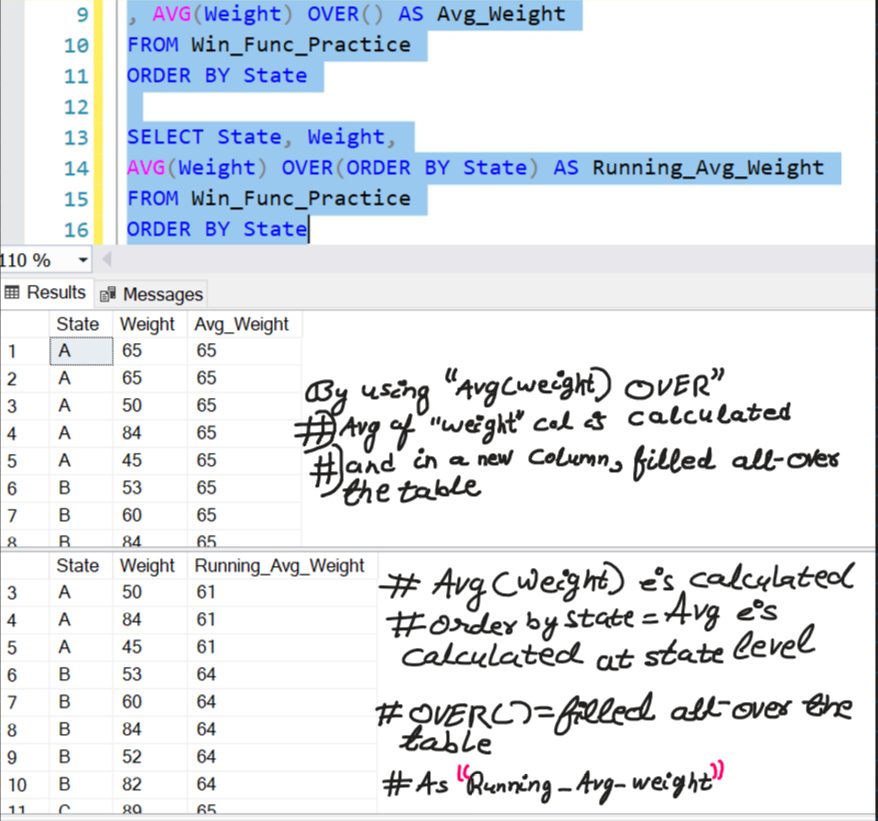 9 , AVG(Weight) OVER() AS Avg_Weight
10 FROM Win_Func_Practice
11 ORDER BY State
12
13 SELECT State, Weight,
14 AVG(Weight) OVER(ORDER BY State) AS Running_Avg_Weight
15 FROM Win_Func_Practice
16 ORDER BY State
110 %
Results Messages
State Weight Avg_Weight
1 A 65 65
2 A 65 65
3 A 50 65
4 A 84 65
5 A 45 65
6 B 53 65
7 B 60 65
8 B 84 65
By using "Avg(weight) OVER"
#) Avg of "weight" col is calculated
#) and in a new column, filled all-over
the table
State Weight Running_Avg_Weight
3 A 50 61
4 A 84 61
5 A 45 61
6 B 53 64
7 B 60 64
8 B 84 64
9 B 52 64
10 B 82 64
11 C 89 65
# Avg(weight) is calculated
# order by state = Avg is
calculated at state level
# OVER() = filled all-over the
table
# As "Running_Avg-weight"